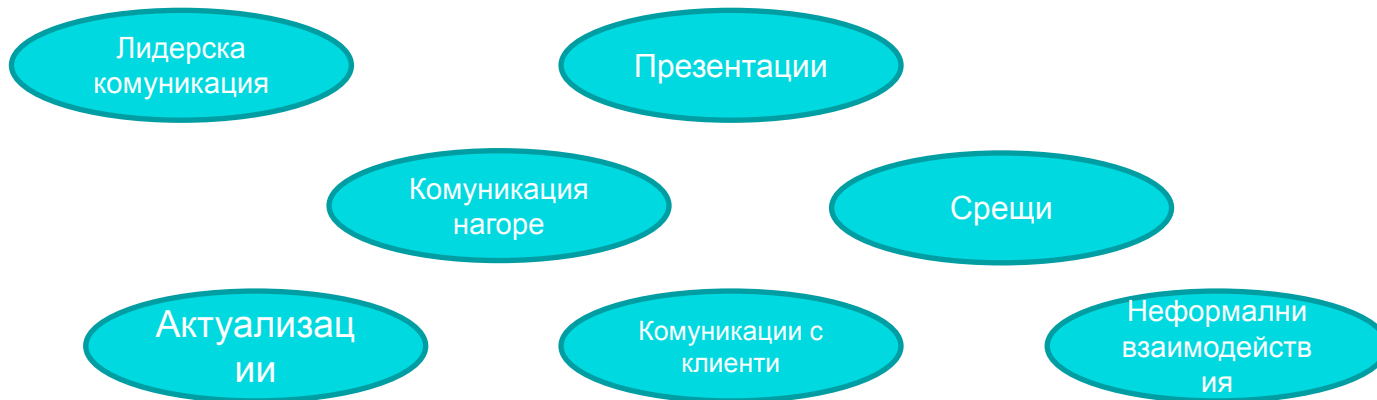 Лидерска
комуникация
Презентации
Комуникация
нагоре
Срещи
Актуализац
ии
Комуникации с
клиенти
Неформални
взаимодейств
ия